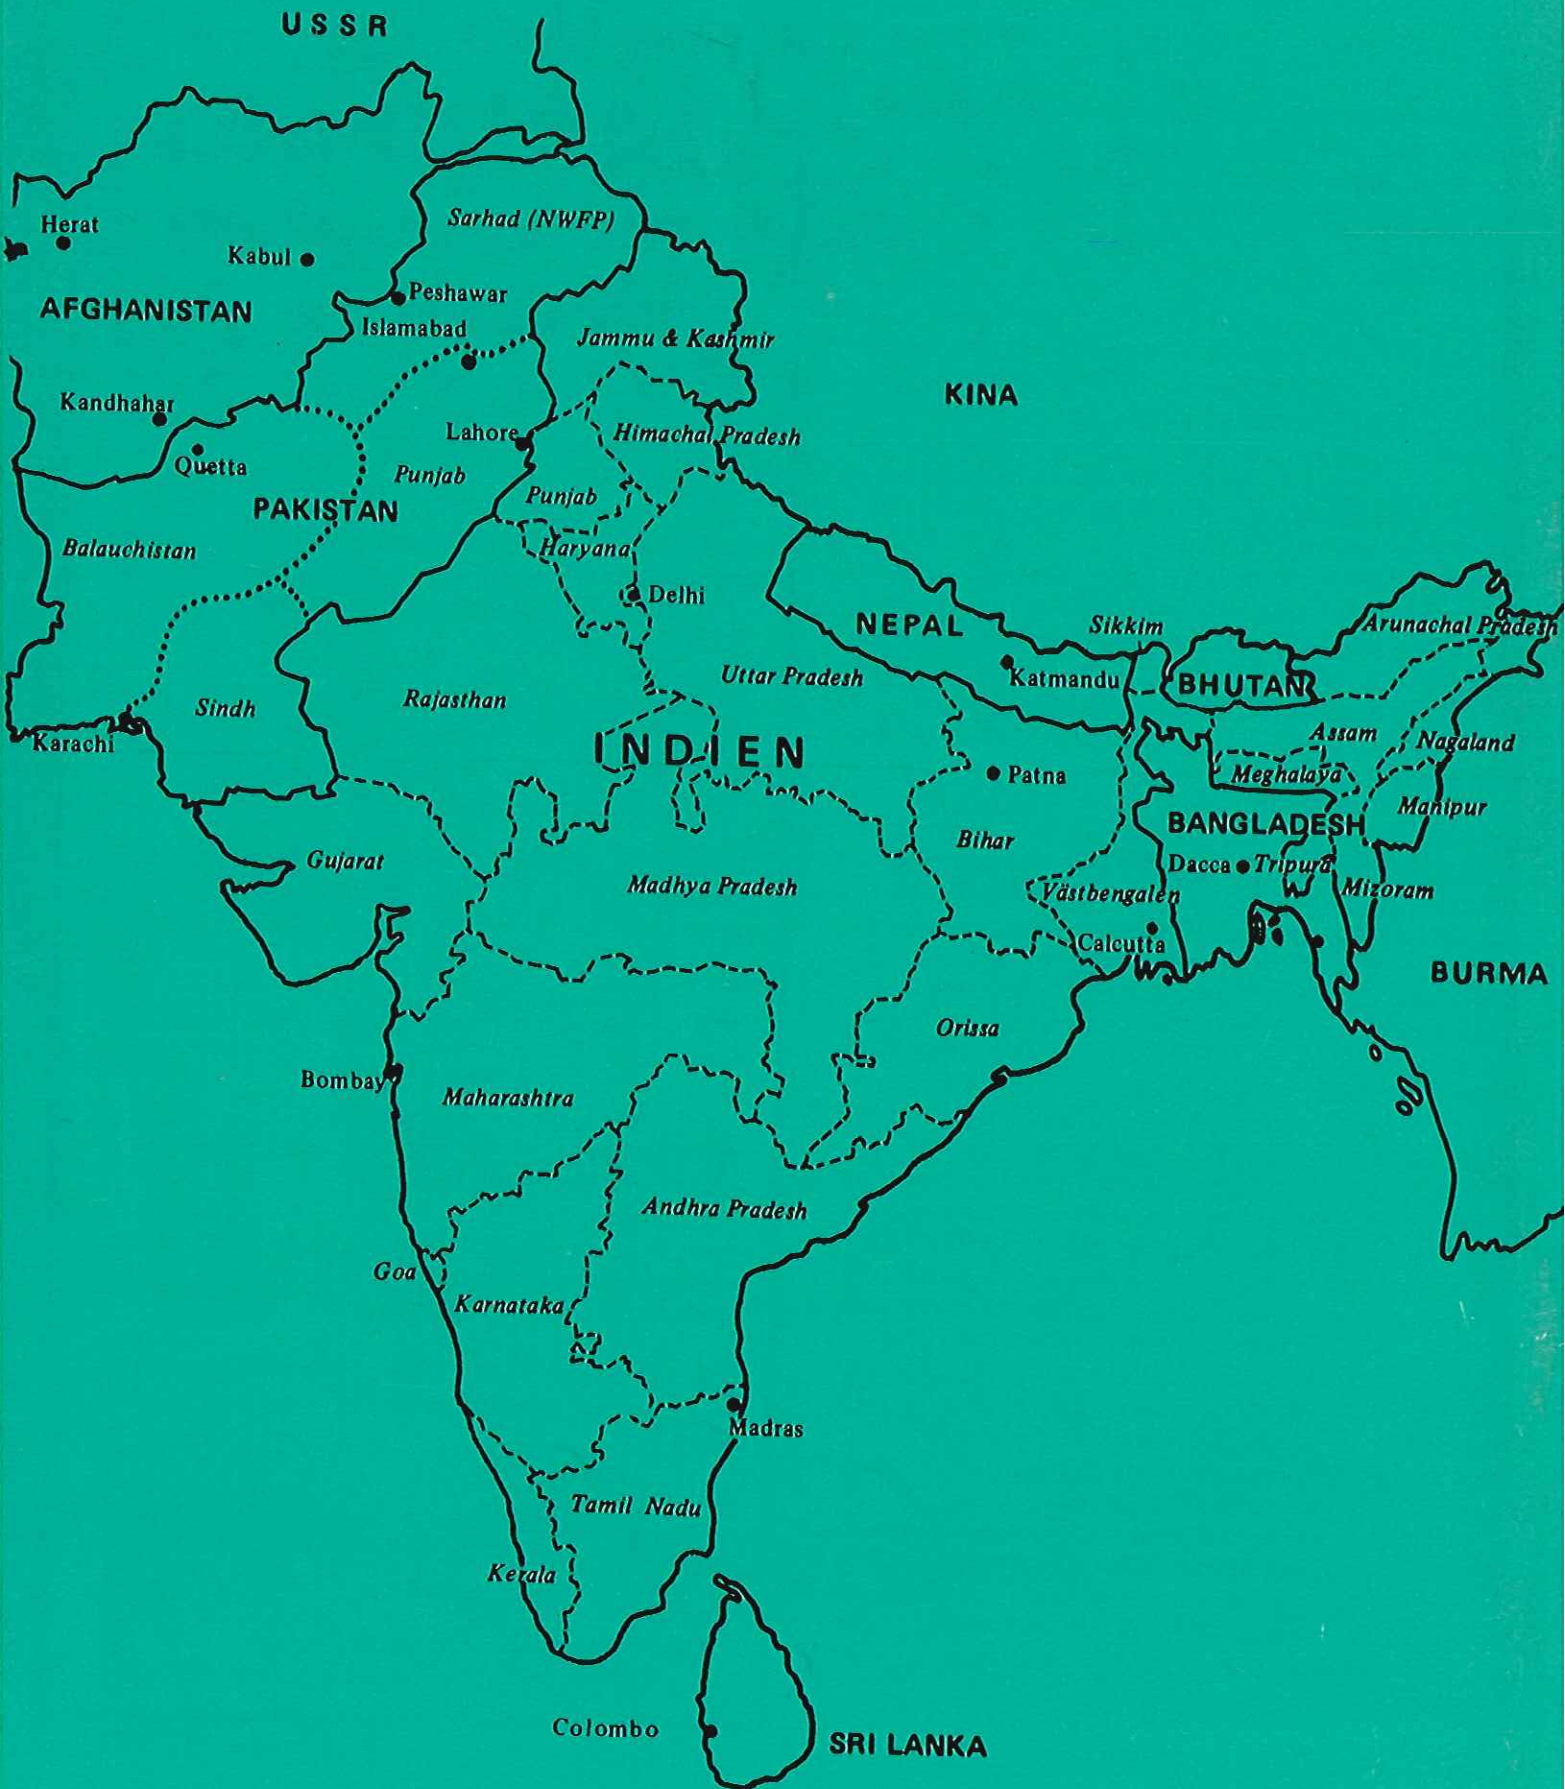 USSR
Sarhad (NWFP)
Herat
Kabul
Peshawar
AFGHANISTAN
Islamabad
Jammu & Kashmir
KINA
Kandhahar
Lahore
Himachal Pradesh
Quetta
Punjab
Punjab
PAKISTAN
Balauchistan
Haryana
Delhi
NEPAL
Sikkim
Arunachal Pradesh
Uttar Pradesh
Katmandu
BHUTAN
Sindh
Rajasthan
Karachi
INDIEN
Assam
Nagaland
Patna
Meghalaya
Manipur
BANGLADESH
Bihar
Gujarat
Dacca
Tripura
Madhya Pradesh
Västbengalen
Mizoram
Calcutta
BURMA
Orissa
Bombay
Maharashtra
Andhra Pradesh
Goa
Karnataka
Madras
Tamil Nadu
Kerala
Colombo
SRI LANKA